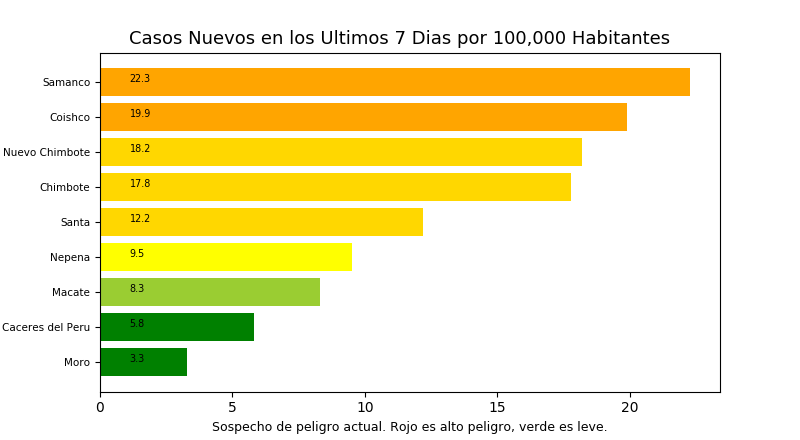 Casos Nuevos en los Ultimos 7 Dias por 100,000 Habitantes
Samanco 22.3
Coishco 19.9
Nuevo Chimbote 18.2
Chimbote 17.8
Santa 12.2
Nepena 9.5
Macate 8.3
Caceres del Peru 5.8
Moro 3.3
0 5 10 15 20
Sospecho de peligro actual. Rojo es alto peligro, verde es leve.